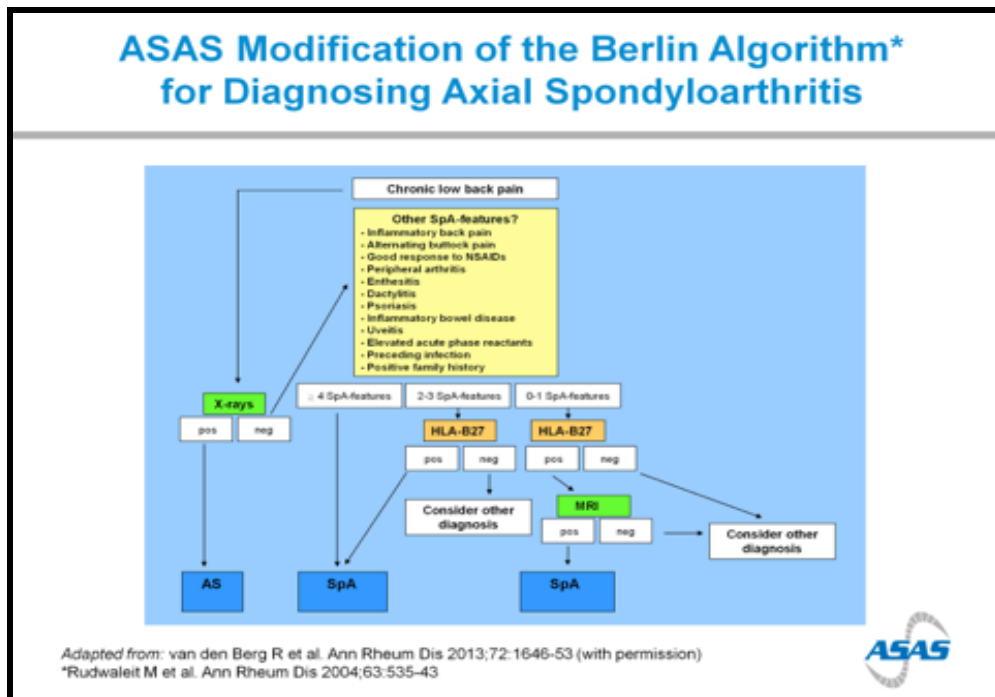 ASAS Modification of the Berlin Algorithm*
for Diagnosing Axial Spondyloarthritis
Chronic low back pain
Other SpA-features?
- Inflammatory back pain
- Alternating buttock pain
- Good response to NSAIDs
- Peripheral arthritis
- Enthesitis
- Dactylitis
- Psoriasis
- Inflammatory bowel disease
- Uveitis
- Elevated acute phase reactants
- Preceding infection
- Positive family history
X-rays
pos
neg
≥ 4 SpA-features
2-3 SpA-features
0-1 SpA-features
HLA-B27
HLA-B27
pos
neg
pos
neg
Consider other
diagnosis
MRI
pos
neg
Consider other
diagnosis
AS
SpA
SpA
Adapted from: van den Berg R et al. Ann Rheum Dis 2013;72:1646-53 (with permission)
*Rudwaleit M et al. Ann Rheum Dis 2004;63:535-43
ASAS